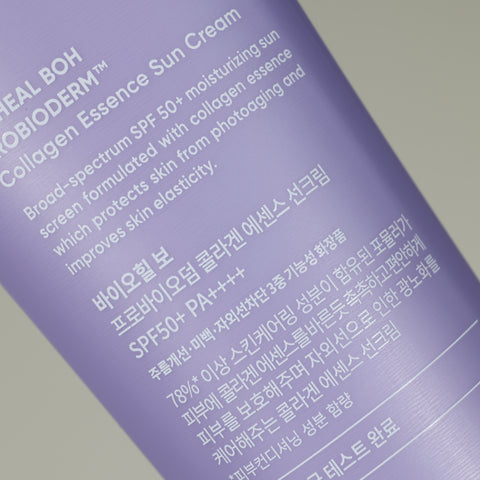 HEAL BOH
OBIODERM™
Collagen Essence Sun Cream
Broad-spectrum SPF 50+ moisturizing sun
screen formulated with collagen essence
which protects skin from photoaging and
improves skin elasticity.
바이오힐 보
프로바이오덤 콜라겐 에센스 선크림
SPF50+ PA++++
주름개선·미백·자외선차단 3중 기능성 화장품
78%* 이상 스킨케어링 성분이 함유된 포뮬러가
피부에 콜라겐 에센스를 바른듯 촉촉하고 편안하게
피부를 보호해 주며 자외선으로 인한 광노화를
케어해주는 콜라겐 에센스 선크림
*피부컨디셔닝 성분 함량
테스트 완료